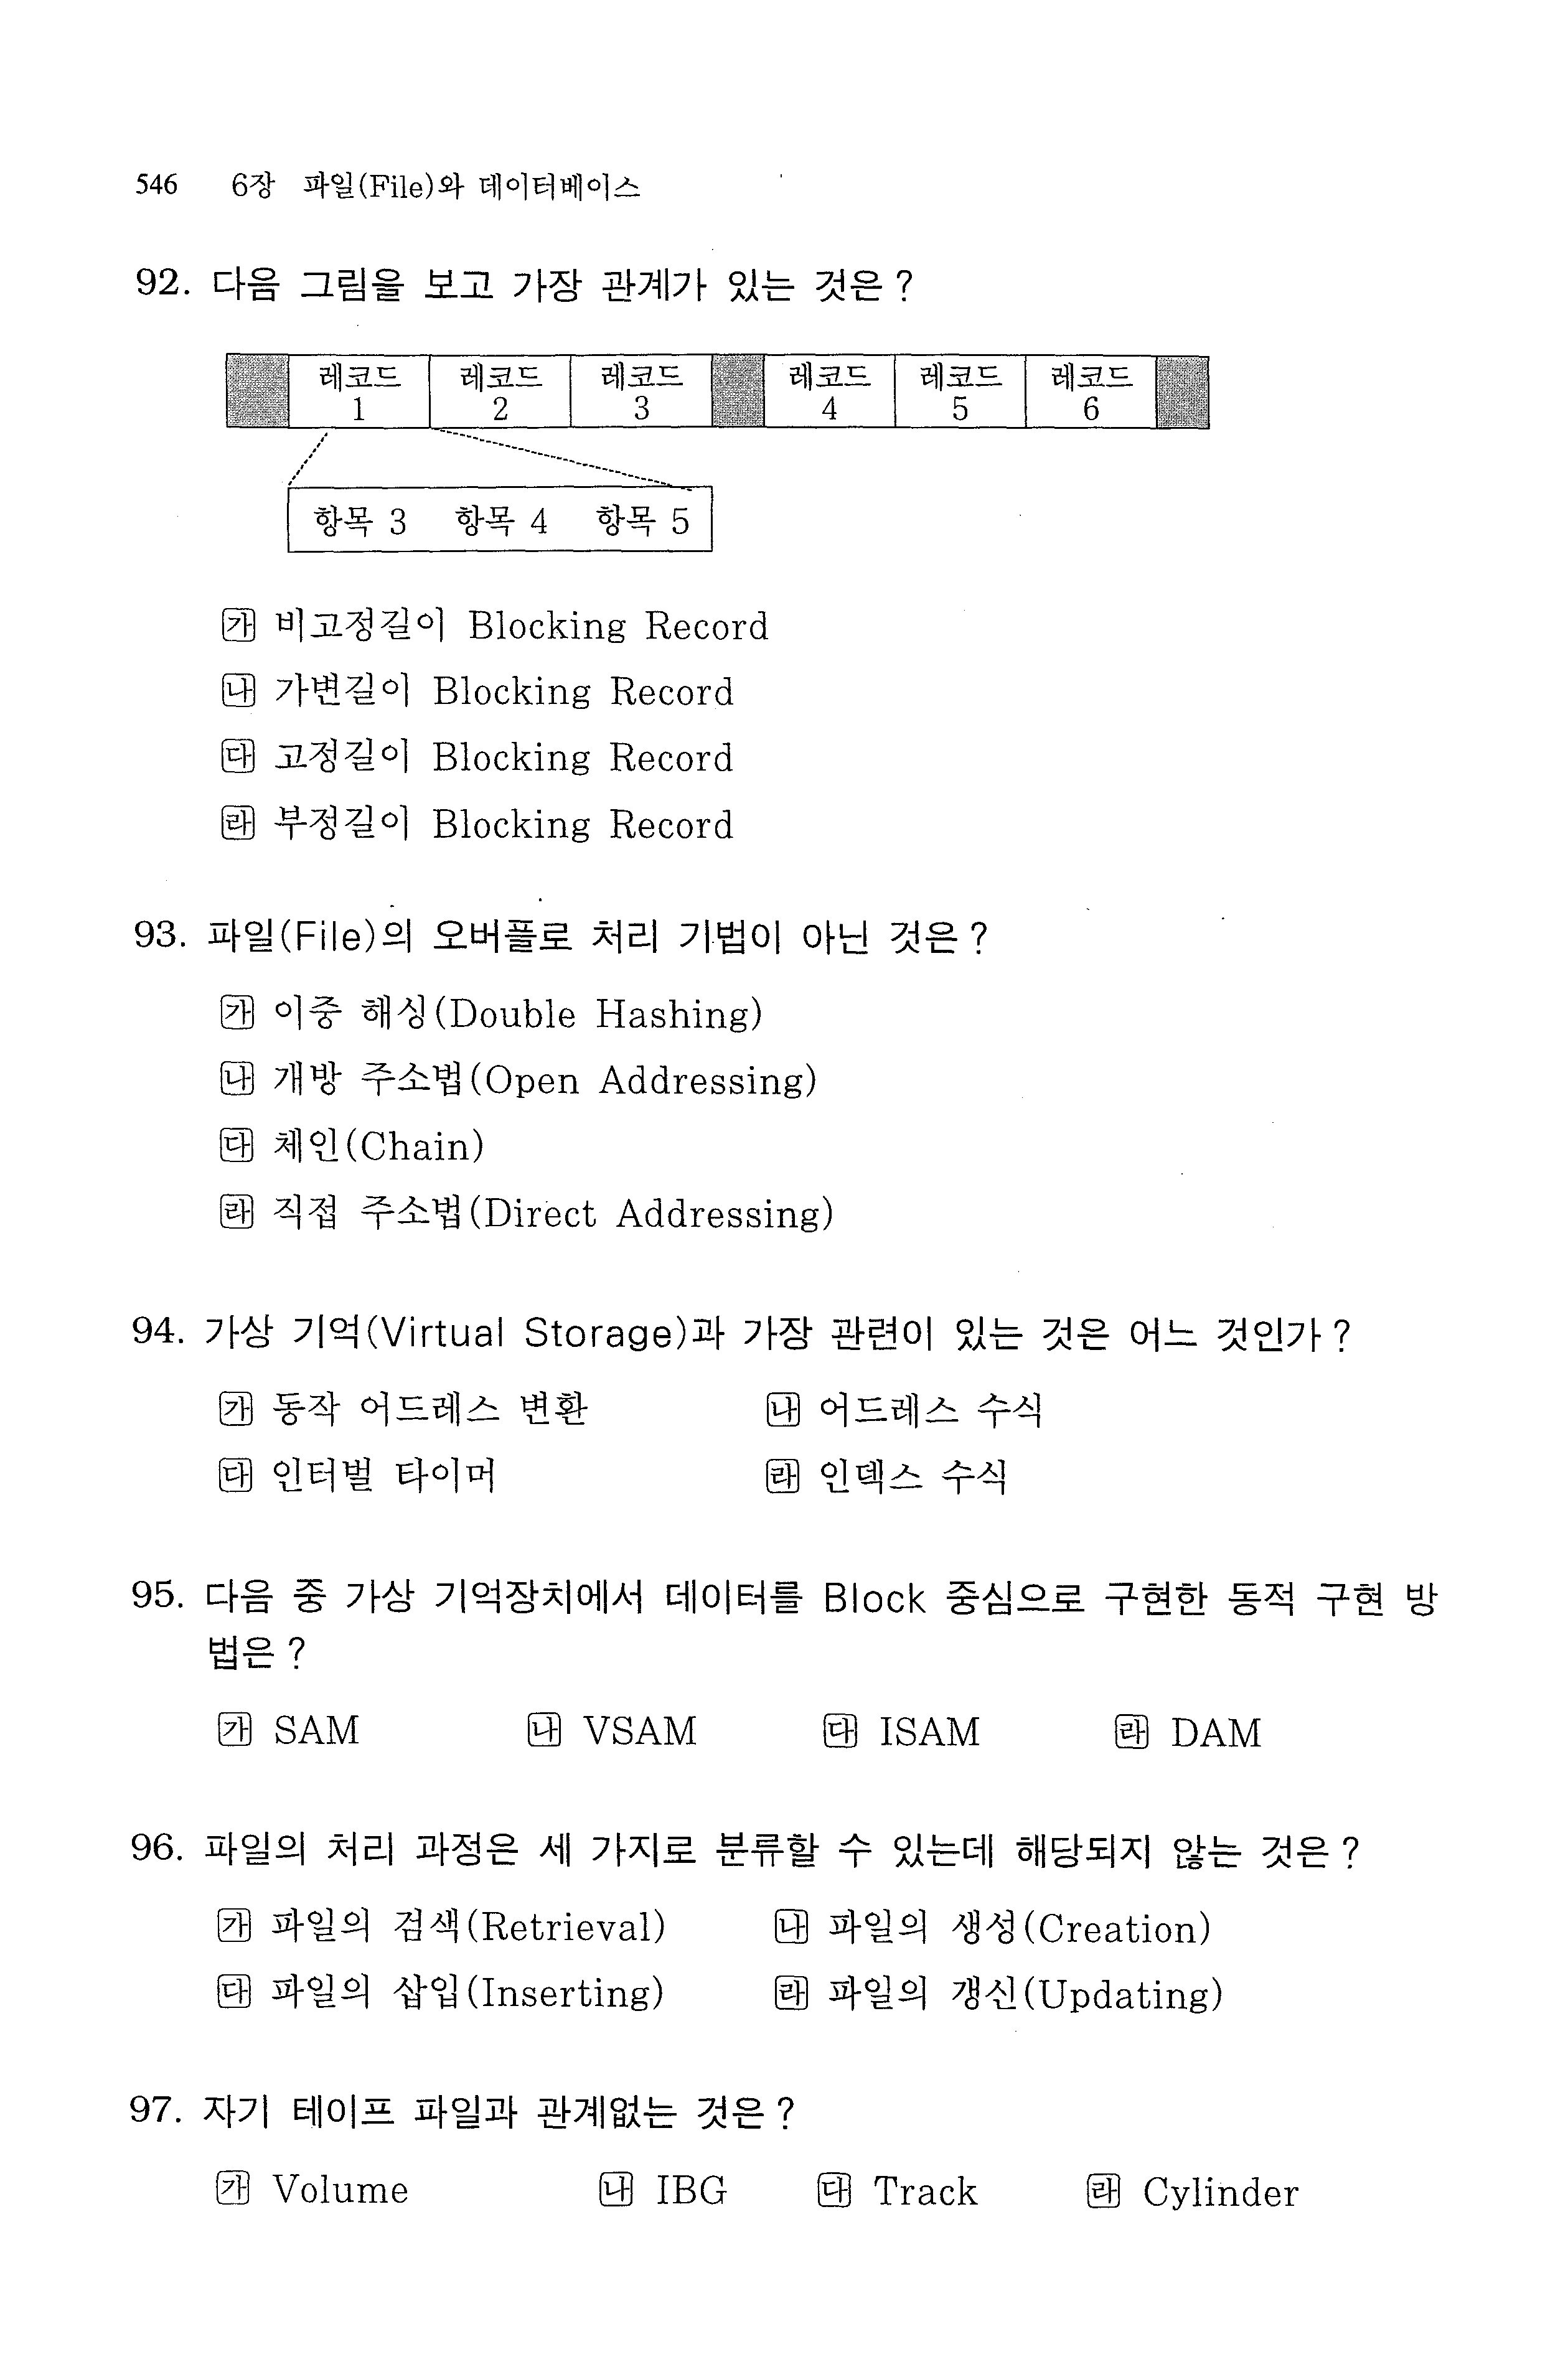 546 6장 파일(File)와 데이터베이스
92. 다음 그림을 보고 가장 관계가 있는 것은?
레코드 1 레코드 2 레코드 3 레코드 4 레코드 5 레코드 6
항목 3 항목 4 항목 5
㉮ 비고정길이 Blocking Record
㉯ 가변길이 Blocking Record
㉰ 고정길이 Blocking Record
㉱ 부정길이 Blocking Record
93. 파일(File)의 오버플로 처리 기법이 아닌 것은?
㉮ 이중 해싱(Double Hashing)
㉯ 개방 주소법(Open Addressing)
㉰ 체인(Chain)
㉱ 직접 주소법(Direct Addressing)
94. 가상 기억(Virtual Storage)과 가장 관련이 있는 것은 어느 것인가?
㉮ 동작 어드레스 변환 ㉯ 어드레스 수식
㉰ 인터벌 타이머 ㉱ 인덱스 수식
95. 다음 중 가상 기억장치에서 데이터를 Block 중심으로 구현한 동적 구현 방
법은?
㉮ SAM ㉯ VSAM ㉰ ISAM ㉱ DAM
96. 파일의 처리 과정은 세 가지로 분류할 수 있는데 해당되지 않는 것은?
㉮ 파일의 검색(Retrieval) ㉯ 파일의 생성(Creation)
㉰ 파일의 삽입(Inserting) ㉱ 파일의 갱신(Updating)
97. 자기 테이프 파일과 관계없는 것은?
㉮ Volume ㉯ IBG ㉰ Track ㉱ Cylinder